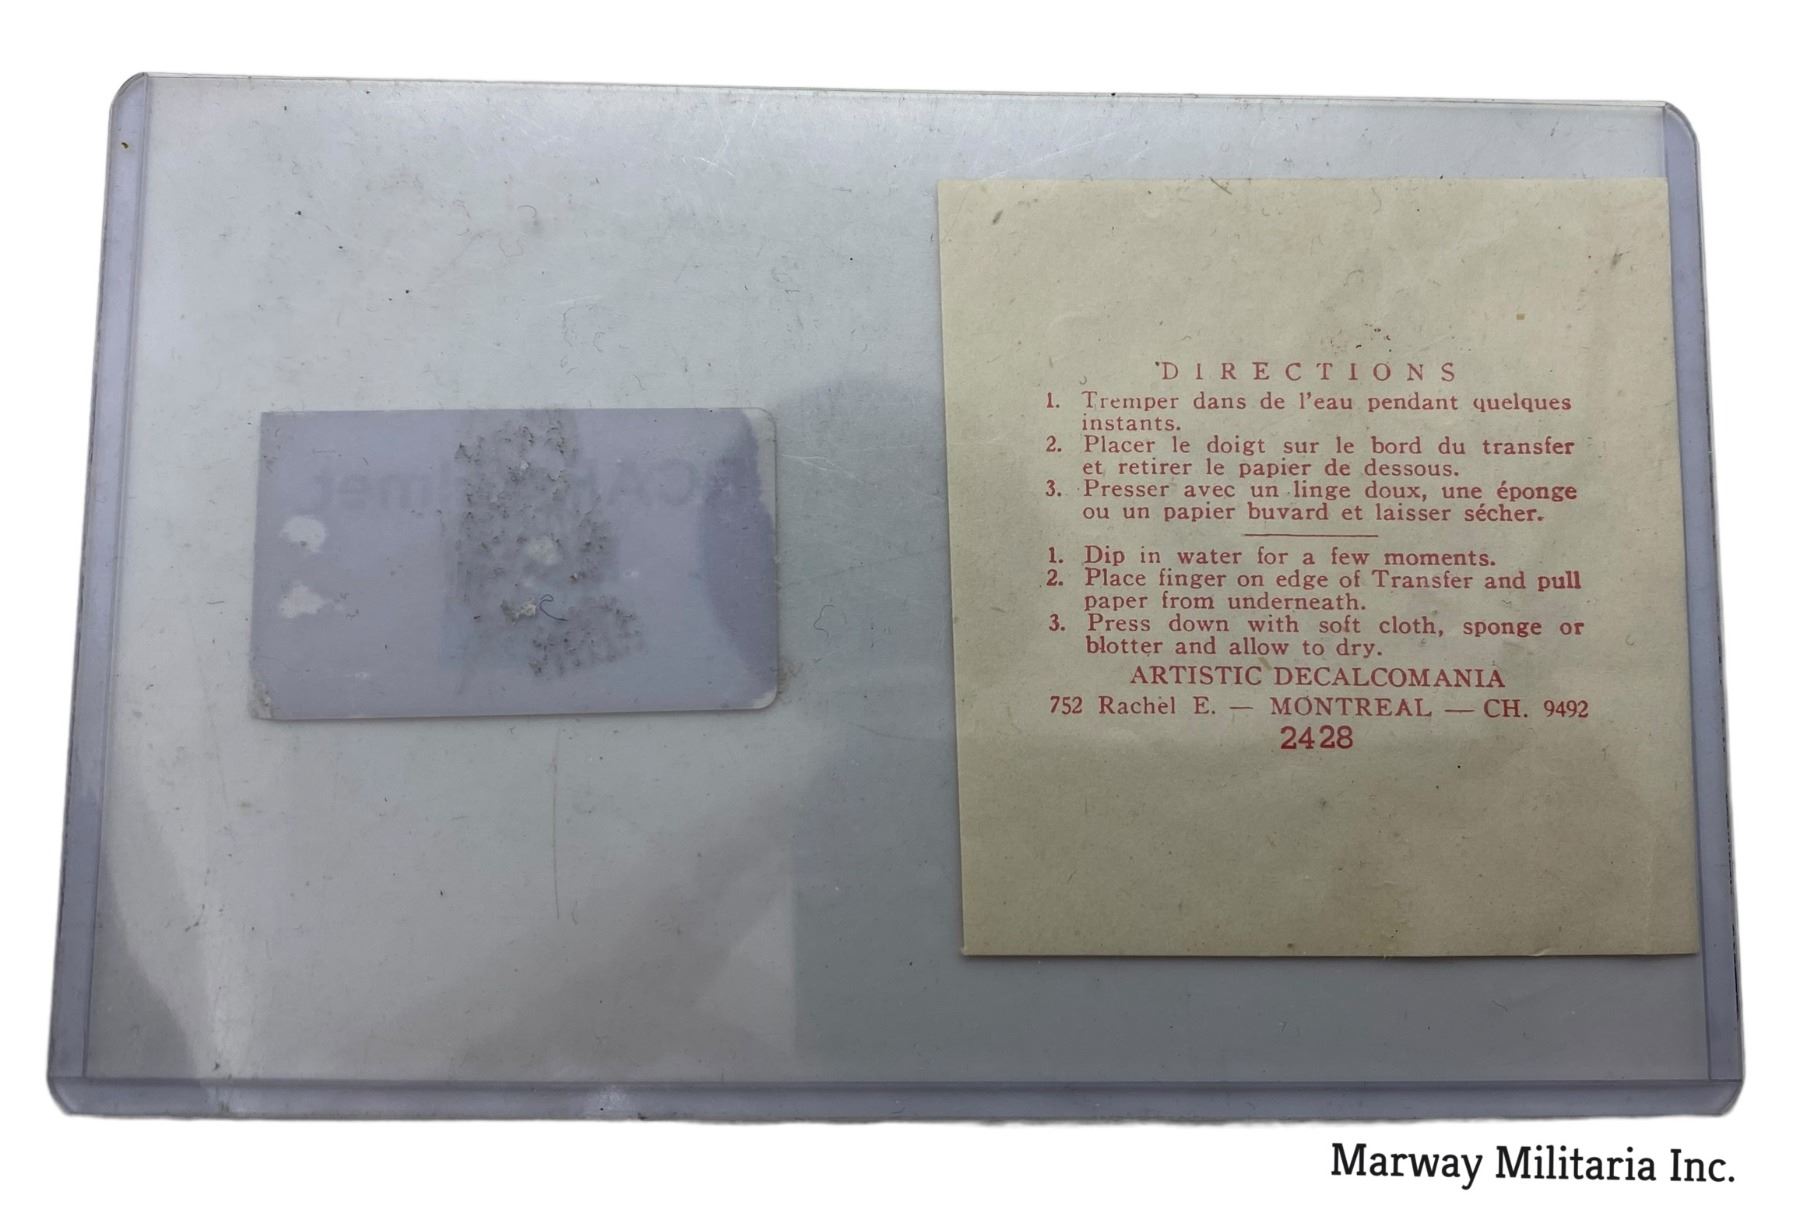 DIRECTIONS
1. Tremper dans de l'eau pendant quelques
instants.
2. Placer le doigt sur le bord du transfer
et retirer le papier de dessous.
3. Presser avec un linge doux, une éponge
ou un papier buvard et laisser sécher.
1. Dip in water for a few moments.
2. Place finger on edge of Transfer and pull
paper from underneath.
3. Press down with soft cloth, sponge or
blotter and allow to dry.
ARTISTIC DECALCOMANIA
752 Rachel E. — MONTREAL — CH. 9492
2428
Marway Militaria Inc.